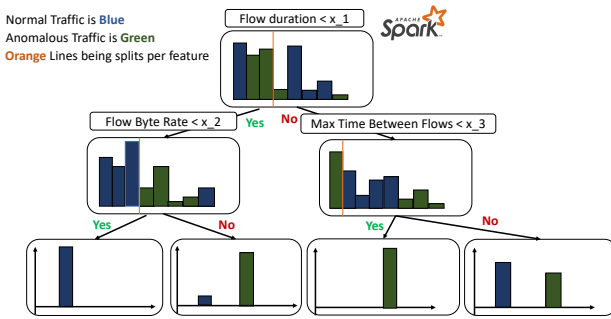 Normal Traffic is Blue
Anomalous Traffic is Green
Orange Lines being splits per feature
Flow duration < x_1
APACHE
Spark
Flow Byte Rate < x_2
Yes
No
Max Time Between Flows < x_3
Yes
No
Yes
No